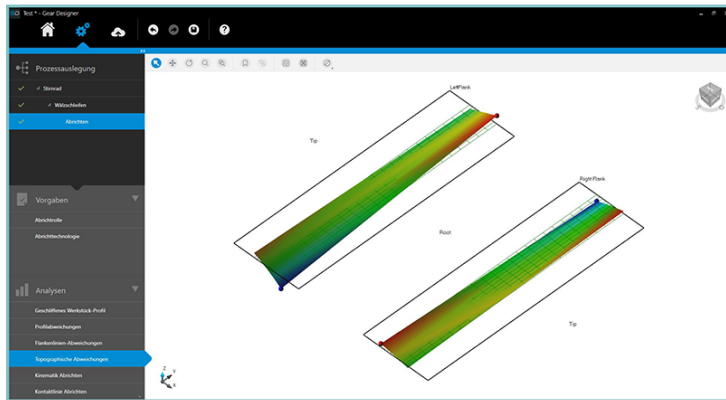 Test * - Gear Designer
Prozessauslegung
Stirnrad
Wälzschleifen
Abrichten
Vorgaben
Abrichtrolle
Abrichttechnologie
Analysen
Geschliffenes Werkstück-Profil
Profilabweichungen
Flankenlinien-Abweichungen
Topographische Abweichungen
Kinematik Abrichten
Kontaktlinie Abrichten
LeftFlank
Tip
RightFlank
Root
Tip
Z
Y
X